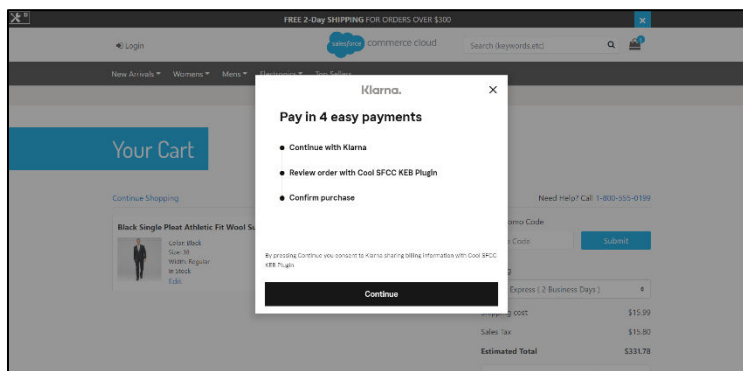 FREE 2-Day SHIPPING FOR ORDERS OVER $300
×
Login
salesforce commerce cloud
Search (keywords,etc)
1
New Arrivals Womens Mens Electronics Top Sellers
Klarna.
×
Pay in 4 easy payments
Your Cart
Continue with Klarna
Review order with Cool SFCC KEB Plugin
Continue Shopping
Confirm purchase
Need Help? Call 1-800-555-0199
Black Single Pleat Athletic Fit Wool Su
Color: Black
Size: 38
Width: Regular
In Stock
Edit
omo Code
Code
Submit
By pressing Continue you consent to Klarna sharing billing information with Cool SFCC
KEB Plugin
Express ( 2 Business Days )
Continue
Shipping cost
$15.99
Sales Tax
$15.80
Estimated Total
$331.78